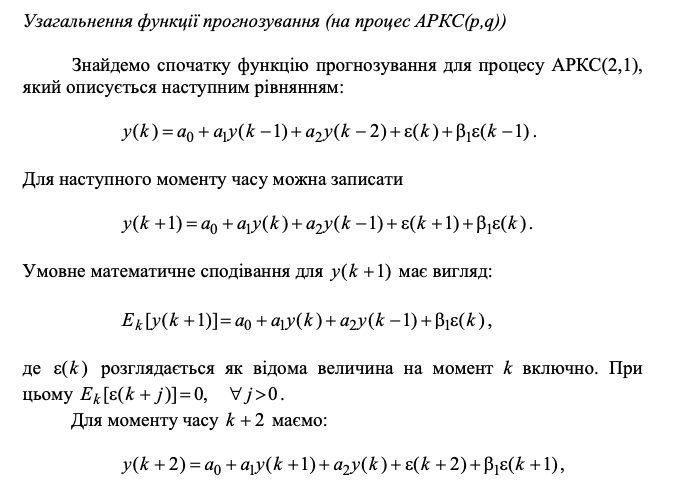 Узагальнення функції прогнозування (на процес АРКС(p,q))
Знайдемо спочатку функцію прогнозування для процесу АРКС(2,1),
який описується наступним рівнянням:
y(k) = a₀ + a₁y(k −1) + a₂y(k − 2) + ε(k) + β₁ε(k −1) .
Для наступного моменту часу можна записати
y(k +1) = a₀ + a₁y(k) + a₂y(k −1) + ε(k +1) + β₁ε(k).
Умовне математичне сподівання для y(k +1) має вигляд:
Eₖ[y(k +1)] = a₀ + a₁y(k) + a₂y(k −1) + β₁ε(k),
де ε(k) розглядається як відома величина на момент k включно. При
цьому Eₖ[ε(k + j)] = 0, ∀ j > 0 .
Для моменту часу k + 2 маємо:
y(k + 2) = a₀ + a₁y(k +1) + a₂y(k) + ε(k + 2) + β₁ε(k +1),